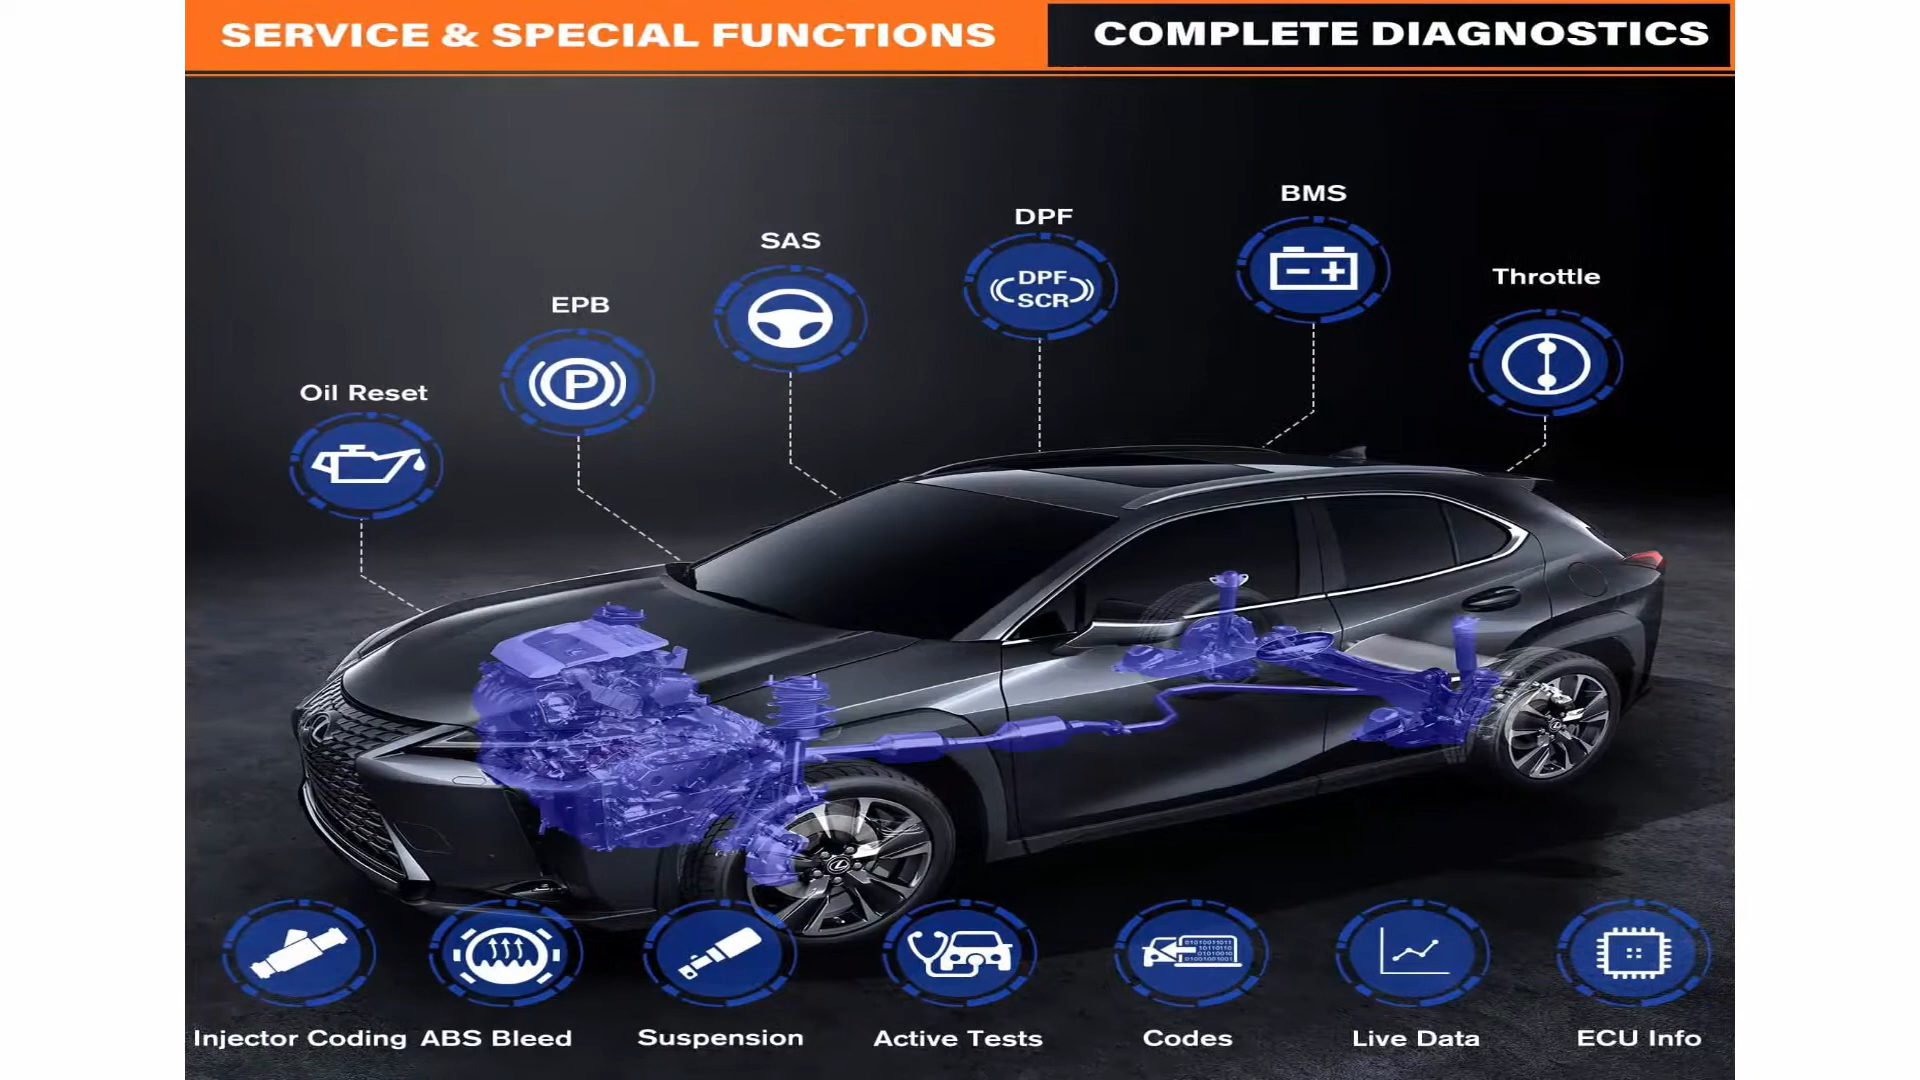 SERVICE & SPECIAL FUNCTIONS
COMPLETE DIAGNOSTICS
BMS
DPF
SAS
Throttle
EPB
DPF
SCR
Oil Reset
P
Injector Coding
ABS Bleed
Suspension
Active Tests
Codes
Live Data
ECU Info